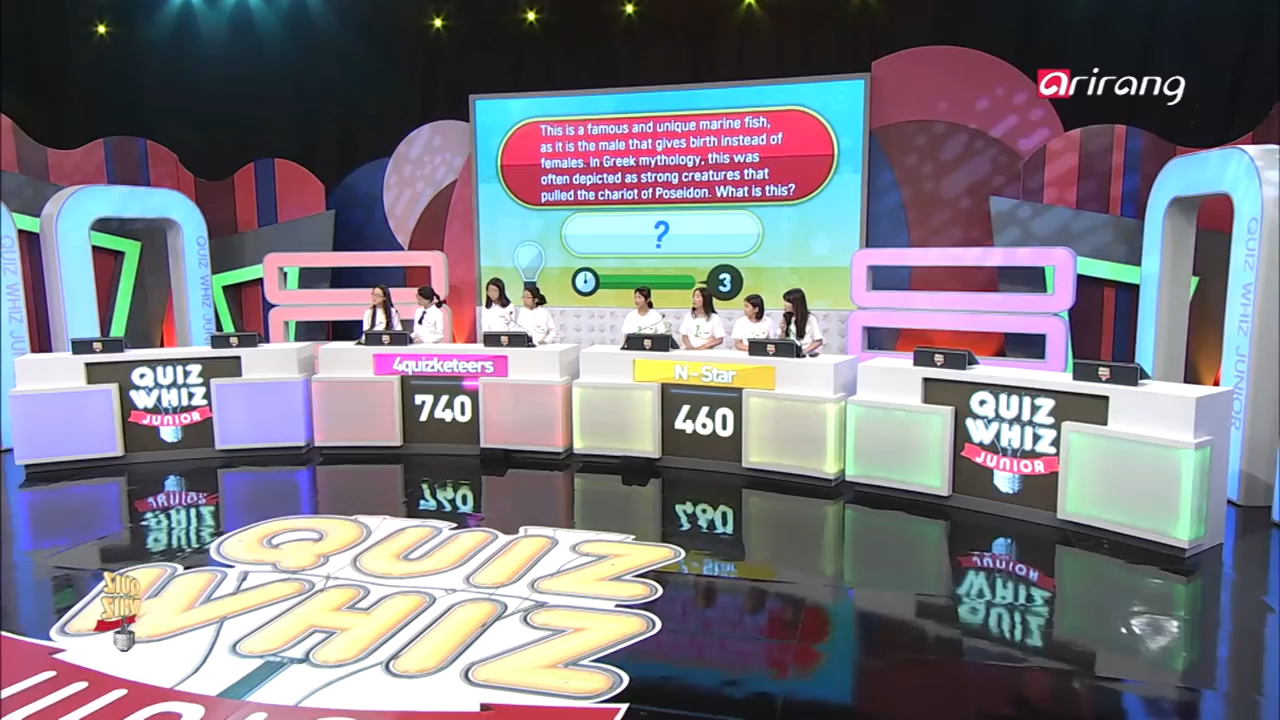 arirang
This is a famous and unique marine fish,
as it is the male that gives birth instead of
females. In Greek mythology, this was
often depicted as strong creatures that
pulled the chariot of Poseidon. What is this?
?
3
QUIZ WHIZ JUNIOR
QUIZ WHIZ JUNIOR
4quizketeers
N-Star
740
460
QUIZ
WHIZ
JUNIOR
QUIZ
WHIZ
JUNIOR
QUIZ
WHIZ
QUIZ
WHIZ